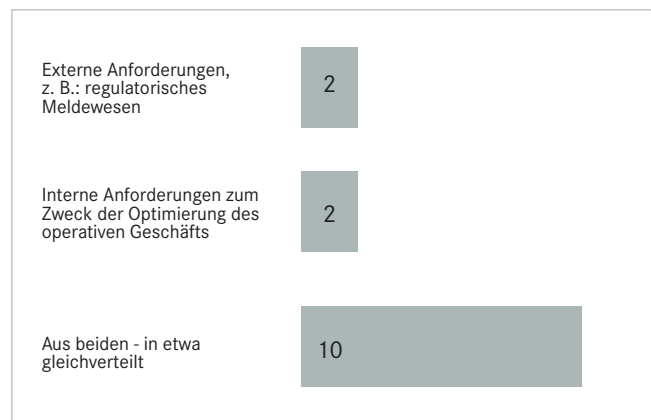 Externe Anforderungen,
z. B.: regulatorisches
Meldewesen
2
Interne Anforderungen zum
Zweck der Optimierung des
operativen Geschäfts
2
Aus beiden - in etwa
gleichverteilt
10